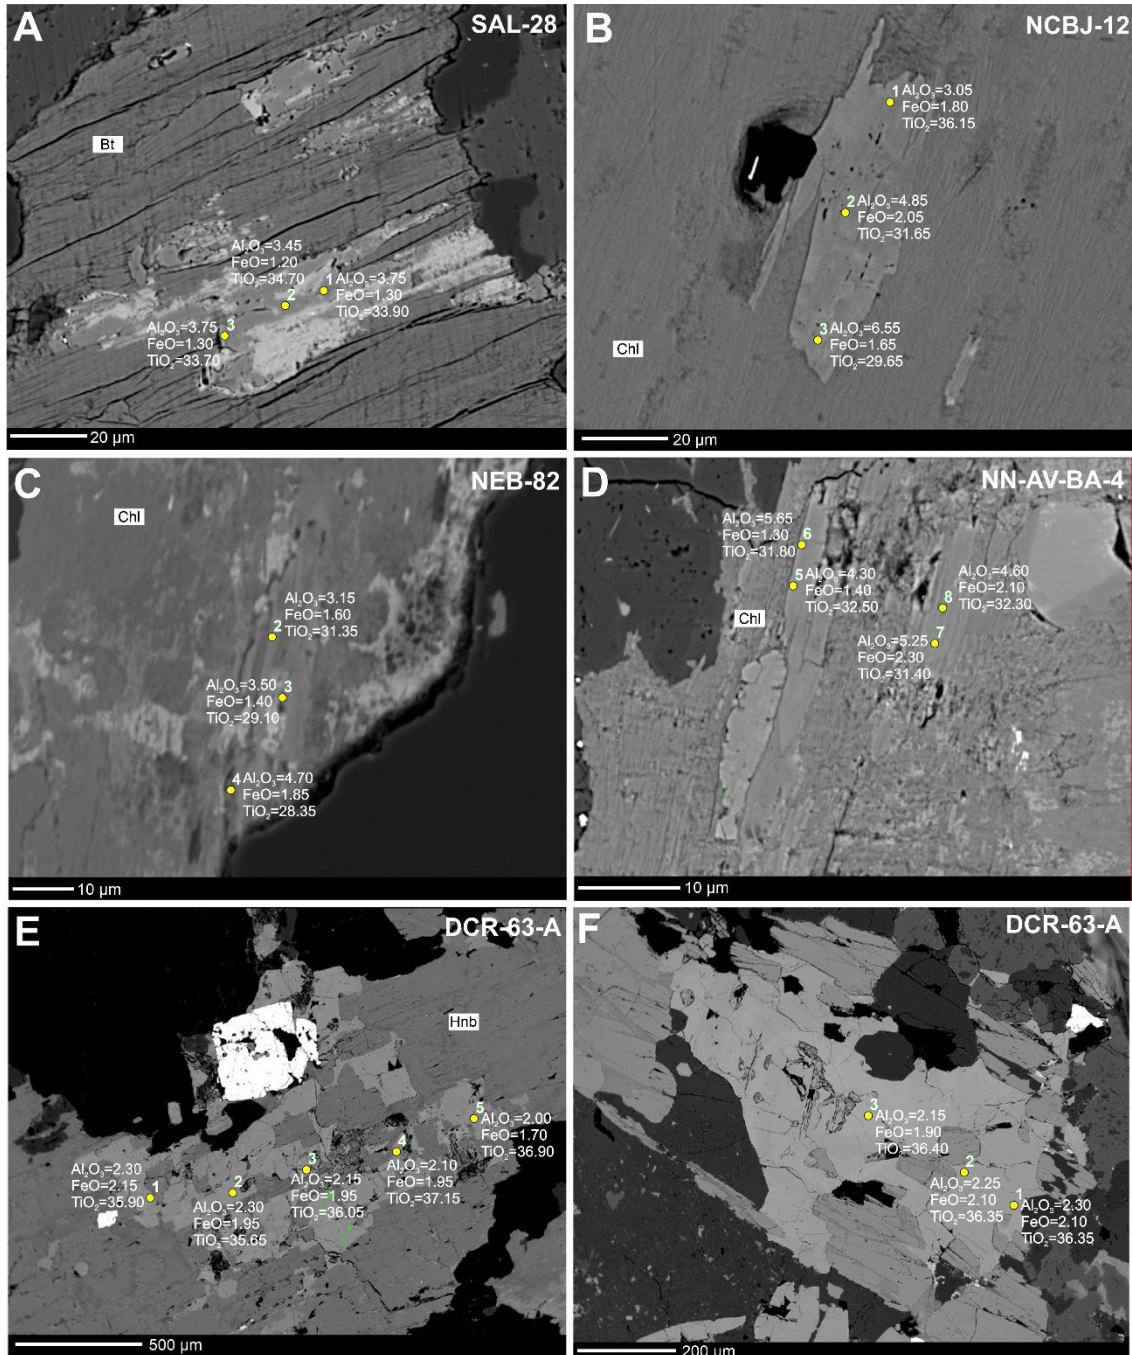 A
SAL-28
Bt
Al₂O₃=3.45
FeO=1.20
TiO₂=34.70
2
1
Al₂O₃=3.75
FeO=1.30
TiO₂=33.90
Al₂O₃=3.75
FeO=1.30
TiO₂=33.70
3
20 µm
B
NCBJ-12
1
Al₂O₃=3.05
FeO=1.80
TiO₂=36.15
2
Al₂O₃=4.85
FeO=2.05
TiO₂=31.65
3
Al₂O₃=6.55
FeO=1.65
TiO₂=29.65
Chl
20 µm
C
NEB-82
Chl
Al₂O₃=3.15
FeO=1.60
TiO₂=31.35
2
Al₂O₃=3.50
FeO=1.40
TiO₂=29.10
3
4
Al₂O₃=4.70
FeO=1.85
TiO₂=28.35
10 µm
D
NN-AV-BA-4
Al₂O₃=5.65
FeO=1.30
TiO₂=31.80
6
5
Al₂O₃=4.30
FeO=1.40
TiO₂=32.50
Al₂O₃=4.60
FeO=2.10
TiO₂=32.30
8
Chl
Al₂O₃=5.25
FeO=2.30
TiO₂=31.40
7
10 µm
E
DCR-63-A
Hnb
Al₂O₃=2.30
FeO=2.15
TiO₂=35.90
1
2
Al₂O₃=2.30
FeO=1.95
TiO₂=35.65
3
Al₂O₃=2.15
FeO=1.95
TiO₂=36.05
4
Al₂O₃=2.10
FeO=1.95
TiO₂=37.15
5
Al₂O₃=2.00
FeO=1.70
TiO₂=36.90
500 µm
F
DCR-63-A
3
Al₂O₃=2.15
FeO=1.90
TiO₂=36.40
2
Al₂O₃=2.25
FeO=2.10
TiO₂=36.35
1
Al₂O₃=2.30
FeO=2.10
TiO₂=36.35
200 µm